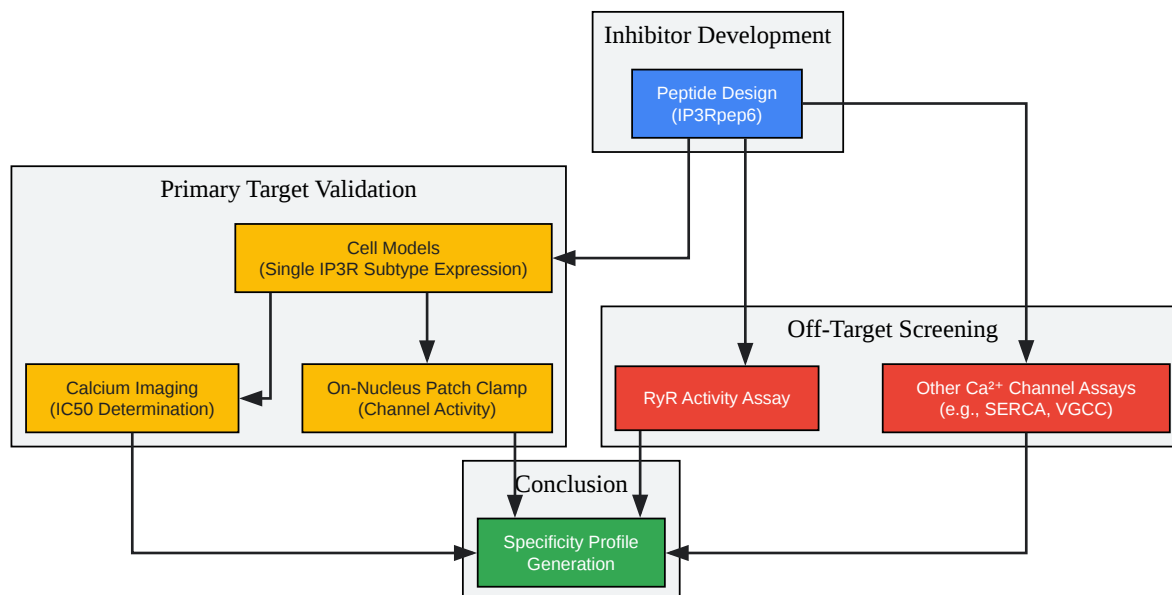 Inhibitor Development
Peptide Design
(IP3Rpep6)
Primary Target Validation
Cell Models
(Single IP3R Subtype Expression)
Calcium Imaging
(IC50 Determination)
On-Nucleus Patch Clamp
(Channel Activity)
Off-Target Screening
RyR Activity Assay
Other Ca²⁺ Channel Assays
(e.g., SERCA, VGCC)
Conclusion
Specificity Profile
Generation